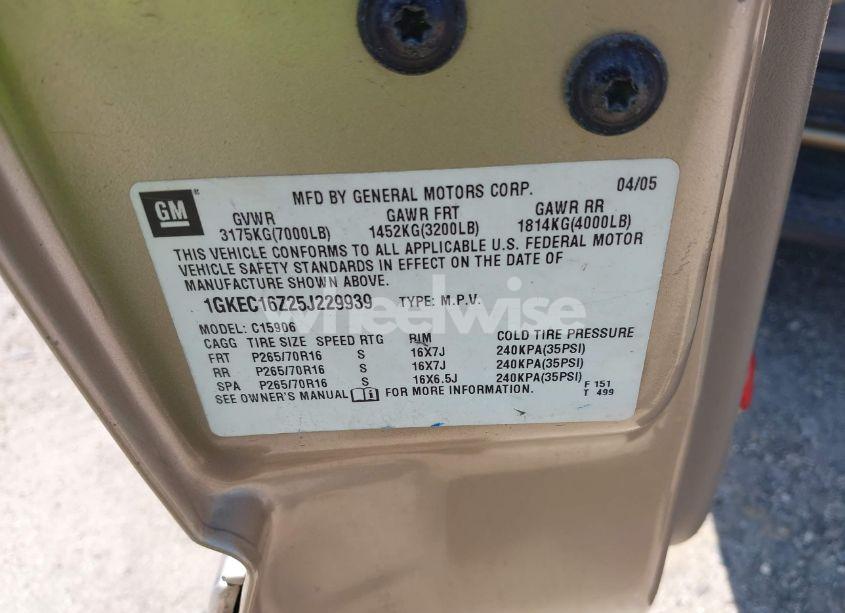 GM
MFD BY GENERAL MOTORS CORP. 04/05
GVWR GAWR FRT GAWR RR
3175KG(7000LB) 1452KG(3200LB) 1814KG(4000LB)
THIS VEHICLE CONFORMS TO ALL APPLICABLE U.S. FEDERAL MOTOR
VEHICLE SAFETY STANDARDS IN EFFECT ON THE DATE OF
MANUFACTURE SHOWN ABOVE.
1GKEC16Z25J229939 TYPE: M.P.V.
wheelwise
MODEL: C15906
CAGG TIRE SIZE SPEED RTG RIM COLD TIRE PRESSURE
FRT P265/70R16 S 16X7J 240KPA(35PSI)
RR P265/70R16 S 16X7J 240KPA(35PSI)
SPA P265/70R16 S 16X6.5J 240KPA(35PSI)
SEE OWNER'S MANUAL FOR MORE INFORMATION.
F 151
T 499